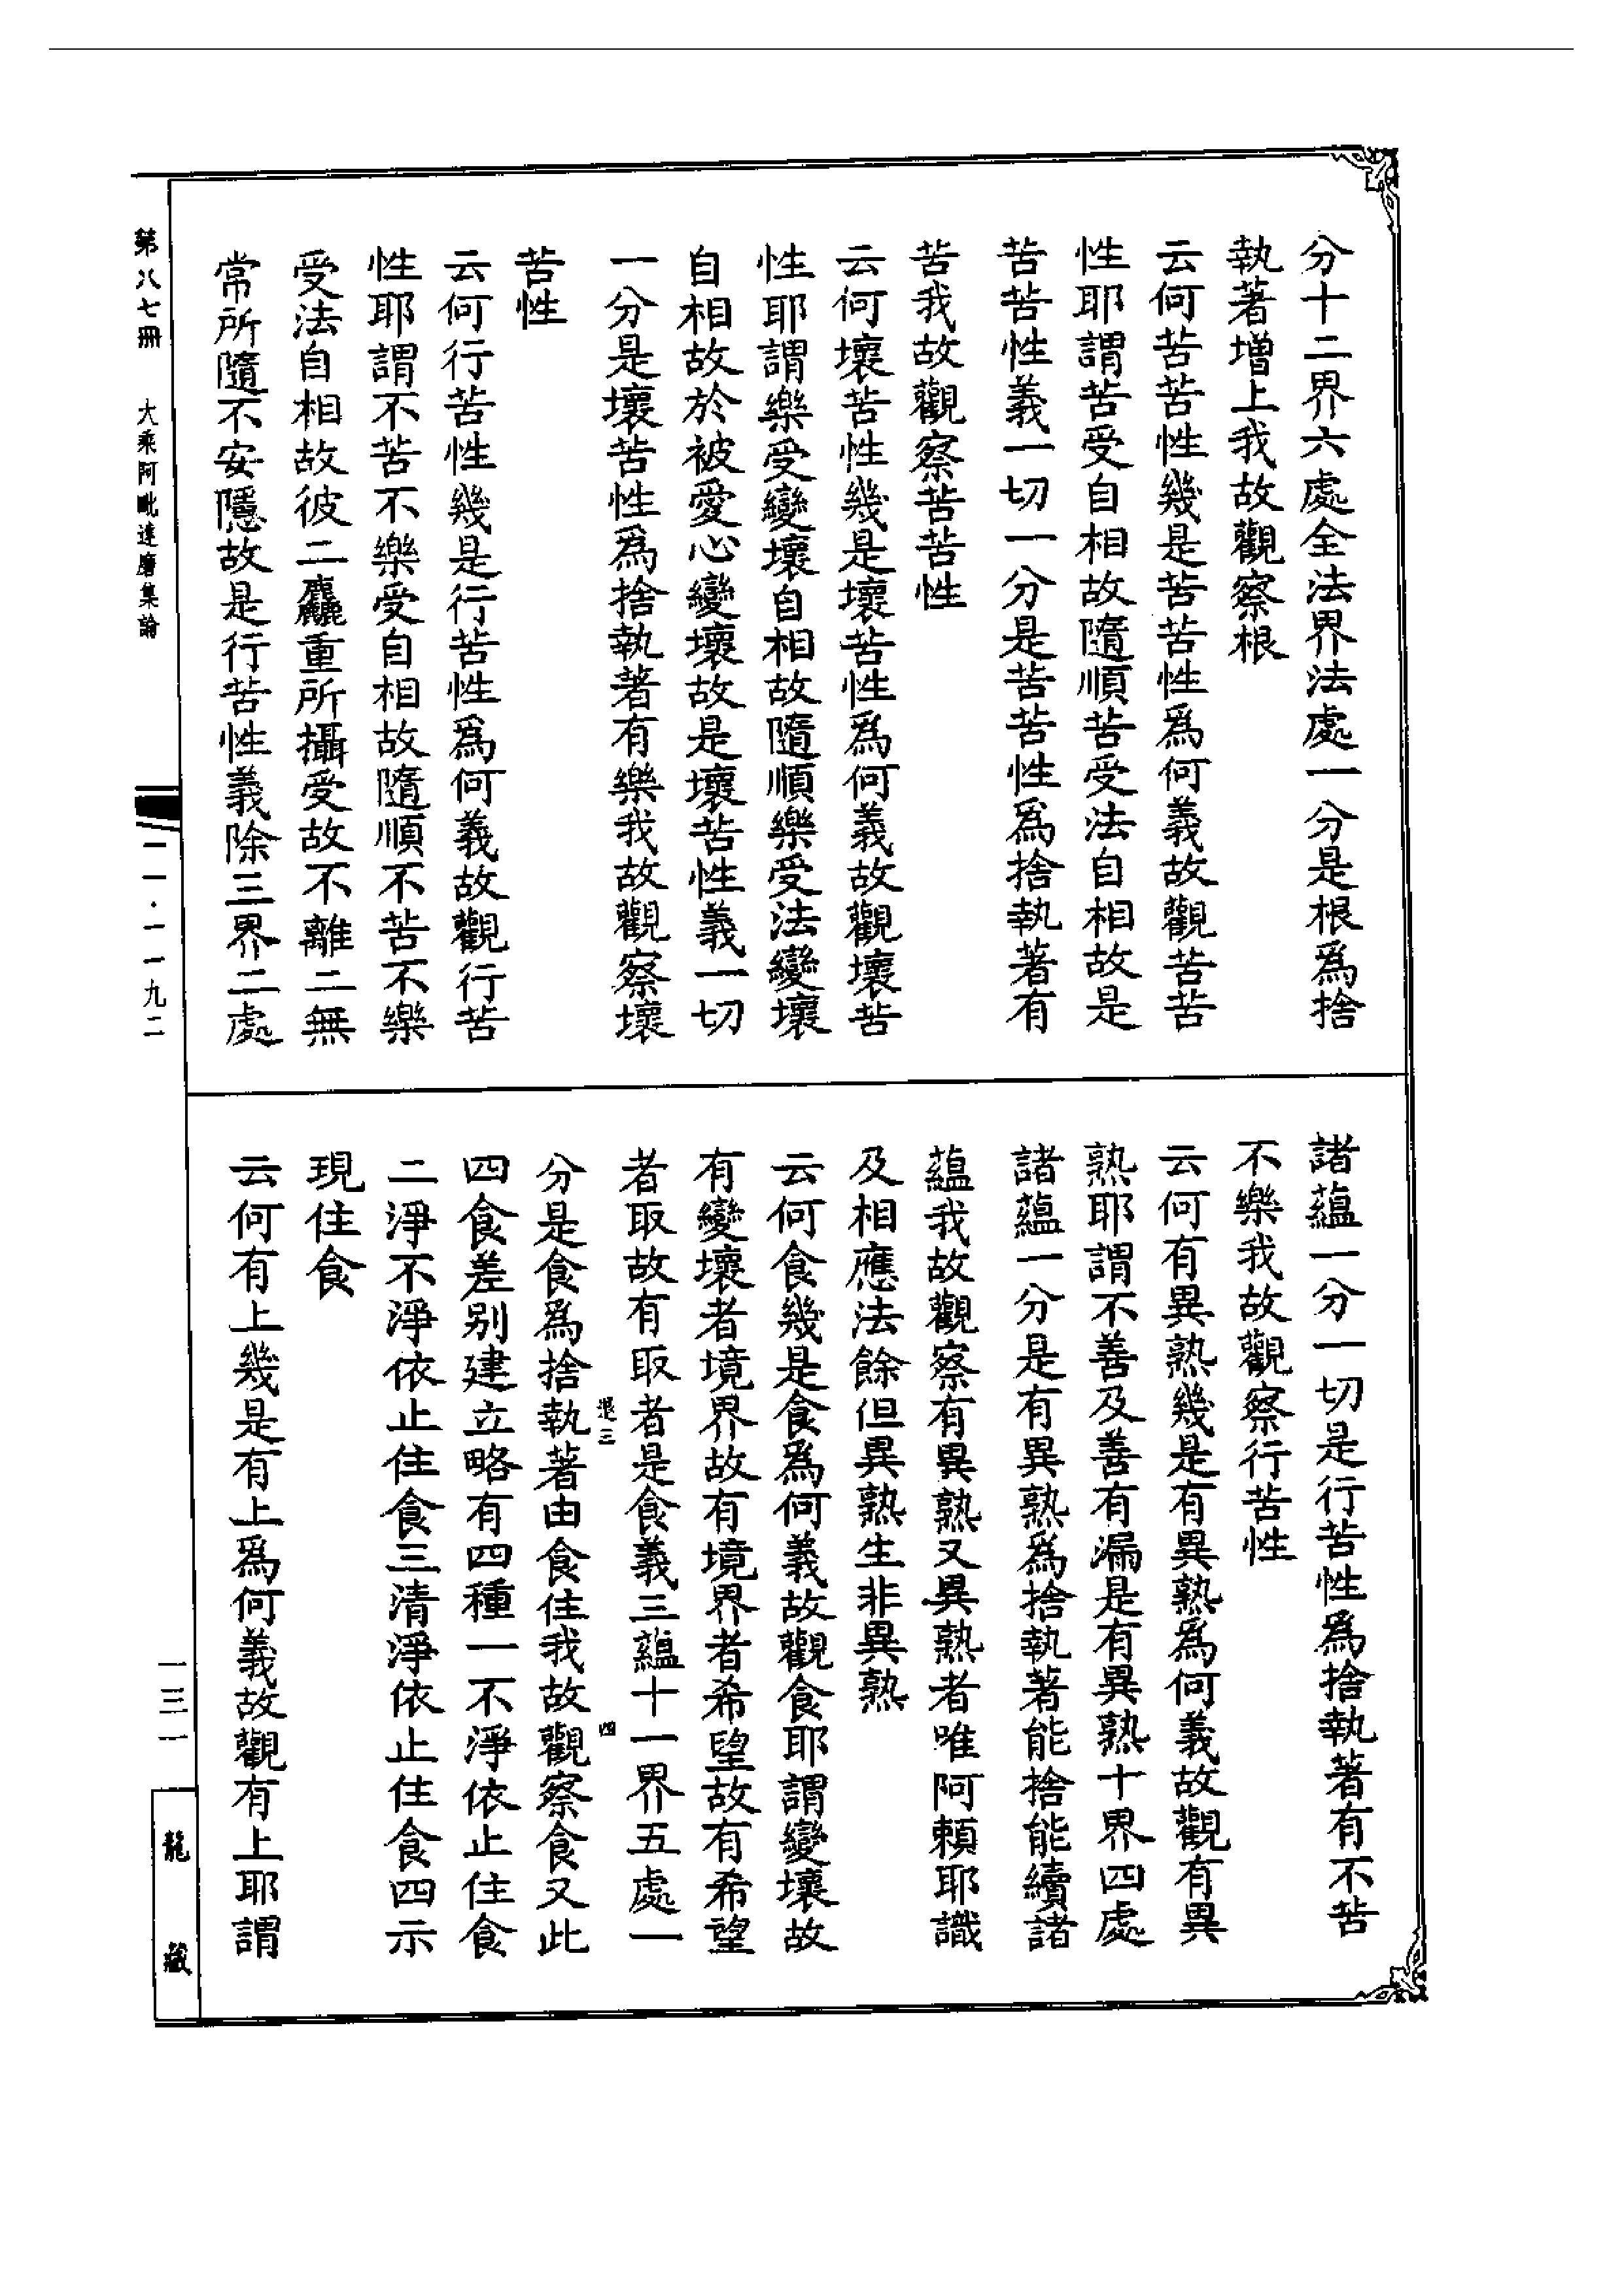 分十二界六處全法界法處一分是根爲捨
執著增上我故觀察根
云何苦苦性幾是苦苦性爲何義故觀苦苦
性耶謂苦受自相故隨順苦受法自相故是
苦苦性義一切一分是苦苦性爲捨執著有
苦我故觀察苦苦性
云何壞苦性幾是壞苦性爲何義故觀壞苦
性耶謂樂受變壞自相故隨順樂受法變壞
自相故於被愛心變壞故是壞苦性義一切
一分是壞苦性爲捨執著有樂我故觀察壞
苦性
云何行苦性幾是行苦性爲何義故觀行苦
性耶謂不苦不樂受自相故隨順不苦不樂
受法自相故彼二麤重所攝受故不離二無
常所隨不安隱故是行苦性義除三界二處
諸蘊一分一切是行苦性爲捨執著有不苦
不樂我故觀察行苦性
云何有異熟幾是有異熟爲何義故觀有異
熟耶謂不善及善有漏是有異熟十界四處
諸蘊一分是有異熟爲捨執著能捨能續諸
蘊我故觀察有異熟又異熟者唯阿賴耶識
及相應法餘但異熟生非異熟
云何食幾是食爲何義故觀食耶謂變壞故
有變壞者境界故有境界者希望故有希望
者取故有取者是食義三蘊十一界五處一
分是食爲捨執著由食住我故觀察食又此
退三
四
四食差别建立略有四種一不淨依止住食
二淨不淨依止住食三清淨依止住食四示
現住食
云何有上幾是有上爲何義故觀有上耶謂
第八七冊 大乘阿毗達磨集論
一一·一一九二
一三一
龍藏